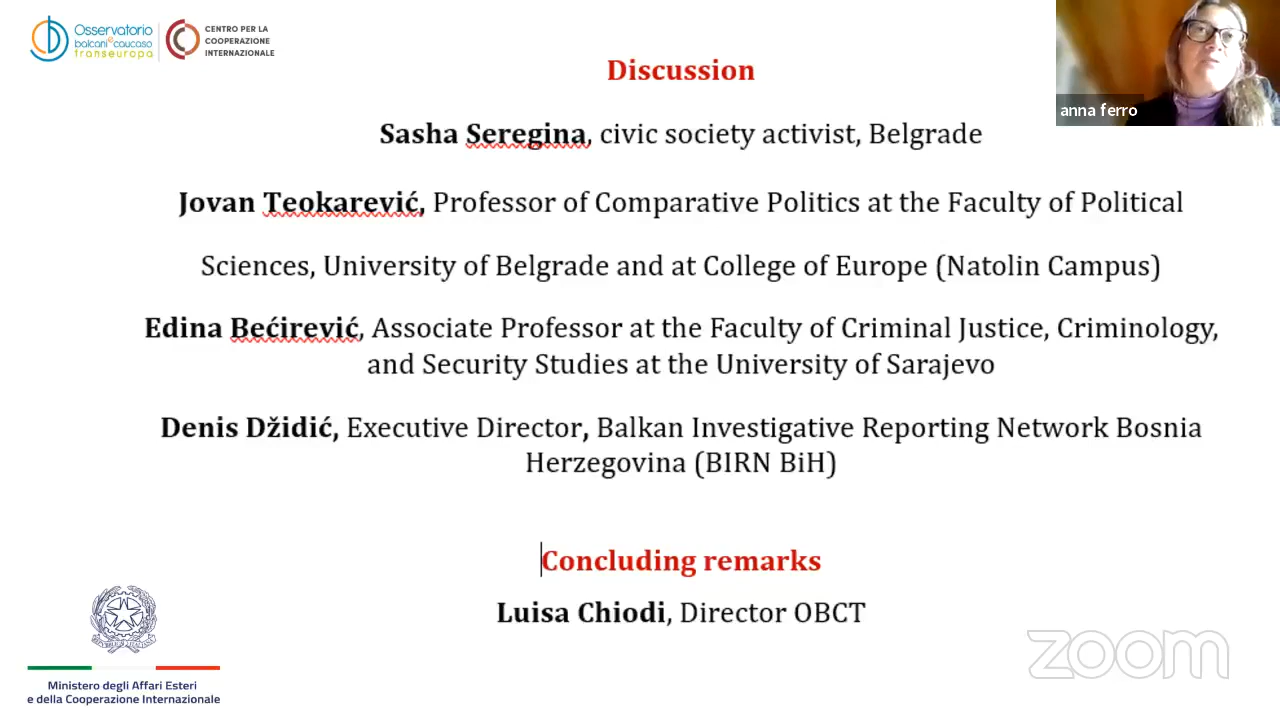 Osservatorio
balcani e caucaso
transeuropa
CENTRO PER LA
COOPERAZIONE
INTERNAZIONALE
anna ferro
Discussion
Sasha Seregina, civic society activist, Belgrade
Jovan Teokarević, Professor of Comparative Politics at the Faculty of Political
Sciences, University of Belgrade and at College of Europe (Natolin Campus)
Edina Bećirević, Associate Professor at the Faculty of Criminal Justice, Criminology,
and Security Studies at the University of Sarajevo
Denis Džidić, Executive Director, Balkan Investigative Reporting Network Bosnia
Herzegovina (BIRN BiH)
Concluding remarks
Luisa Chiodi, Director OBCT
Ministero degli Affari Esteri
e della Cooperazione Internazionale
zoom